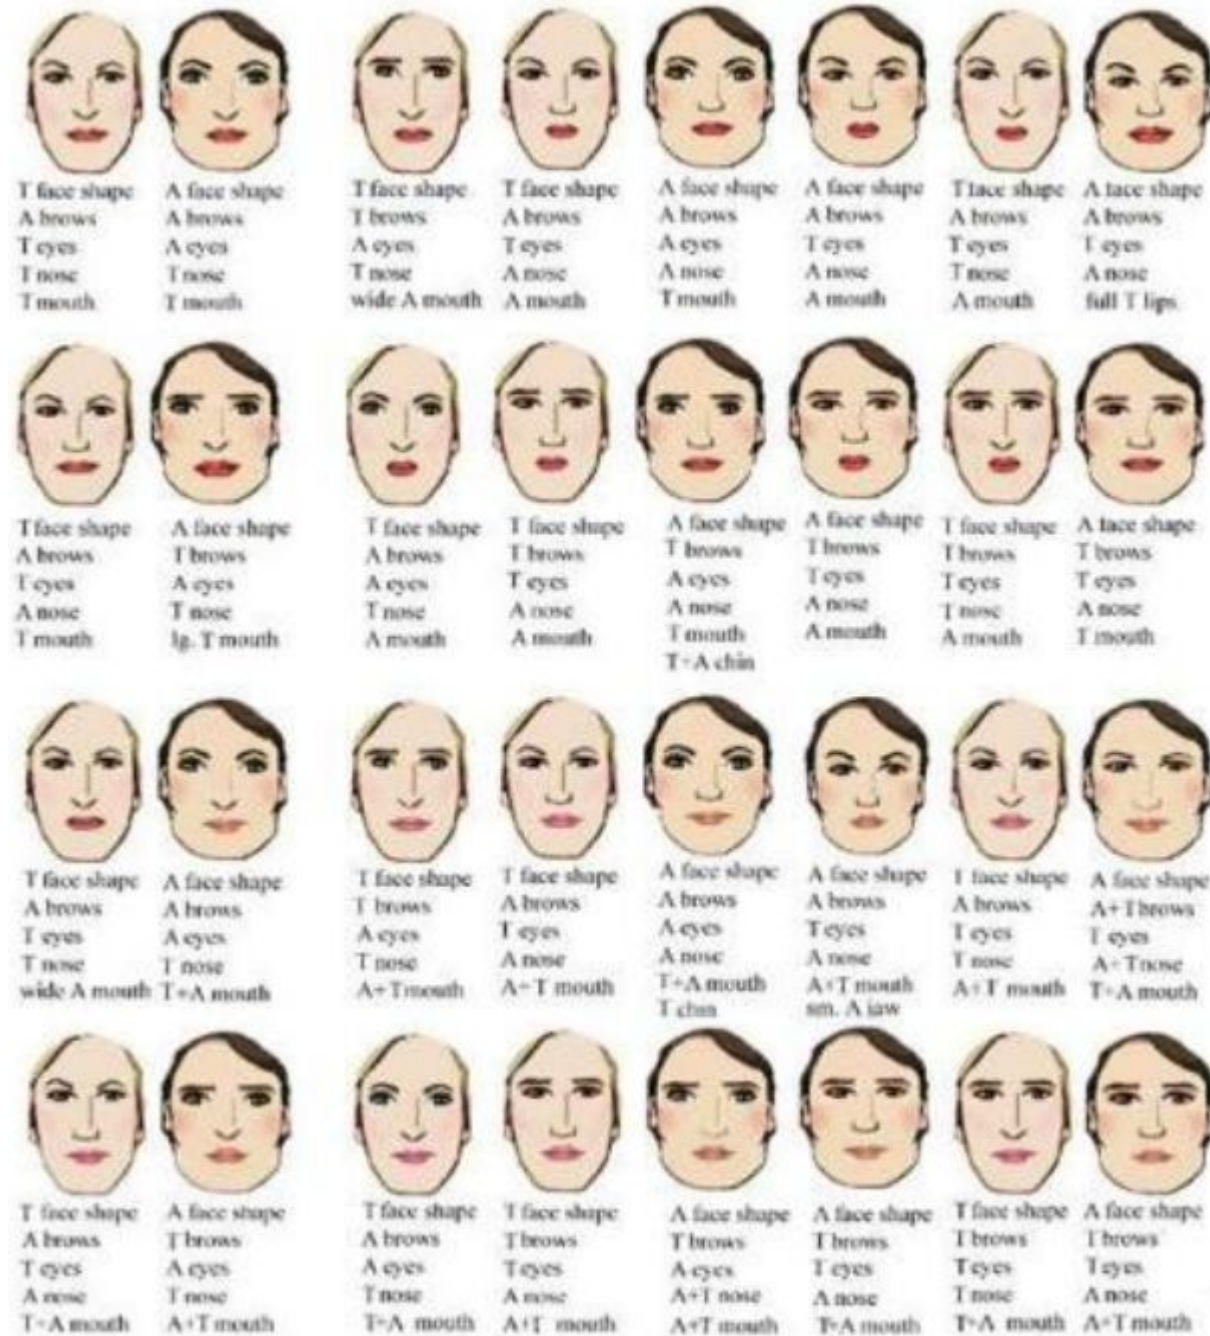 T face shape
A brows
T eyes
T nose
T mouth
A face shape
A brows
A eyes
T nose
T mouth
T face shape
T brows
A eyes
T nose
wide A mouth
T face shape
A brows
T eyes
A nose
A mouth
A face shape
A brows
A eyes
A nose
T mouth
A face shape
A brows
T eyes
A nose
A mouth
T face shape
A brows
T eyes
T nose
A mouth
A face shape
A brows
T eyes
A nose
full T lips
T face shape
A brows
T eyes
A nose
T mouth
A face shape
T brows
A eyes
T nose
lg. T mouth
T face shape
A brows
A eyes
T nose
A mouth
T face shape
T brows
T eyes
A nose
A mouth
A face shape
T brows
A eyes
A nose
T mouth
T+A chin
A face shape
T brows
T eyes
A nose
A mouth
T face shape
T brows
T eyes
T nose
A mouth
A face shape
T brows
T eyes
A nose
T mouth
T face shape
A brows
T eyes
T nose
wide A mouth
A face shape
A brows
A eyes
T nose
T+A mouth
T face shape
T brows
A eyes
T nose
A+T mouth
T face shape
A brows
T eyes
A nose
A+T mouth
A face shape
A brows
A eyes
A nose
T+A mouth
T chin
A face shape
A brows
T eyes
A nose
A+T mouth
sm. A jaw
T face shape
A brows
T eyes
T nose
A+T mouth
A face shape
A+T brows
T eyes
A+T nose
T+A mouth
T face shape
A brows
T eyes
A nose
T+A mouth
A face shape
T brows
A eyes
T nose
A+T mouth
T face shape
A brows
A eyes
T nose
T+A mouth
T face shape
T brows
T eyes
A nose
A+T mouth
A face shape
T brows
A eyes
A+T nose
A+T mouth
A face shape
T brows
T eyes
A nose
T+A mouth
T face shape
T brows
T eyes
T nose
T+A mouth
A face shape
T brows
T eyes
A nose
A+T mouth